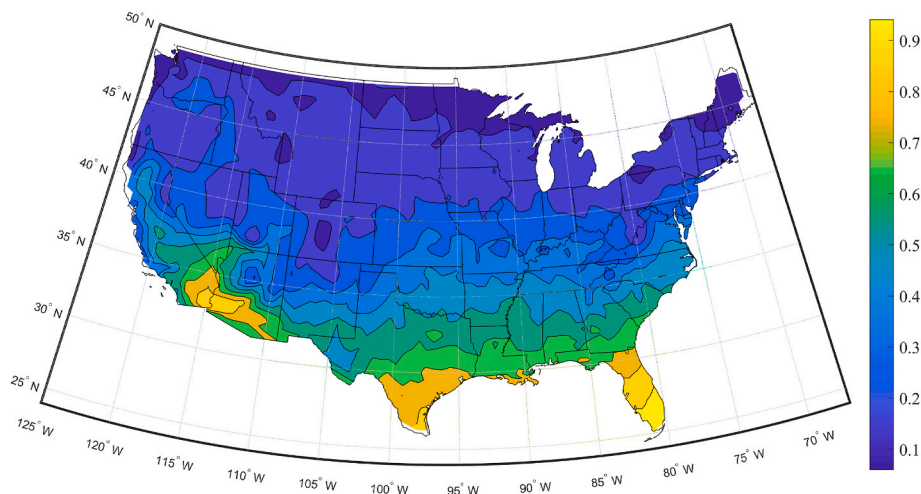 50° N
45° N
40° N
35° N
30° N
25° N
125° W
120° W
115° W
110° W
105° W
100° W
95° W
90° W
85° W
80° W
75° W
70° W
0.9
0.8
0.7
0.6
0.5
0.4
0.3
0.2
0.1